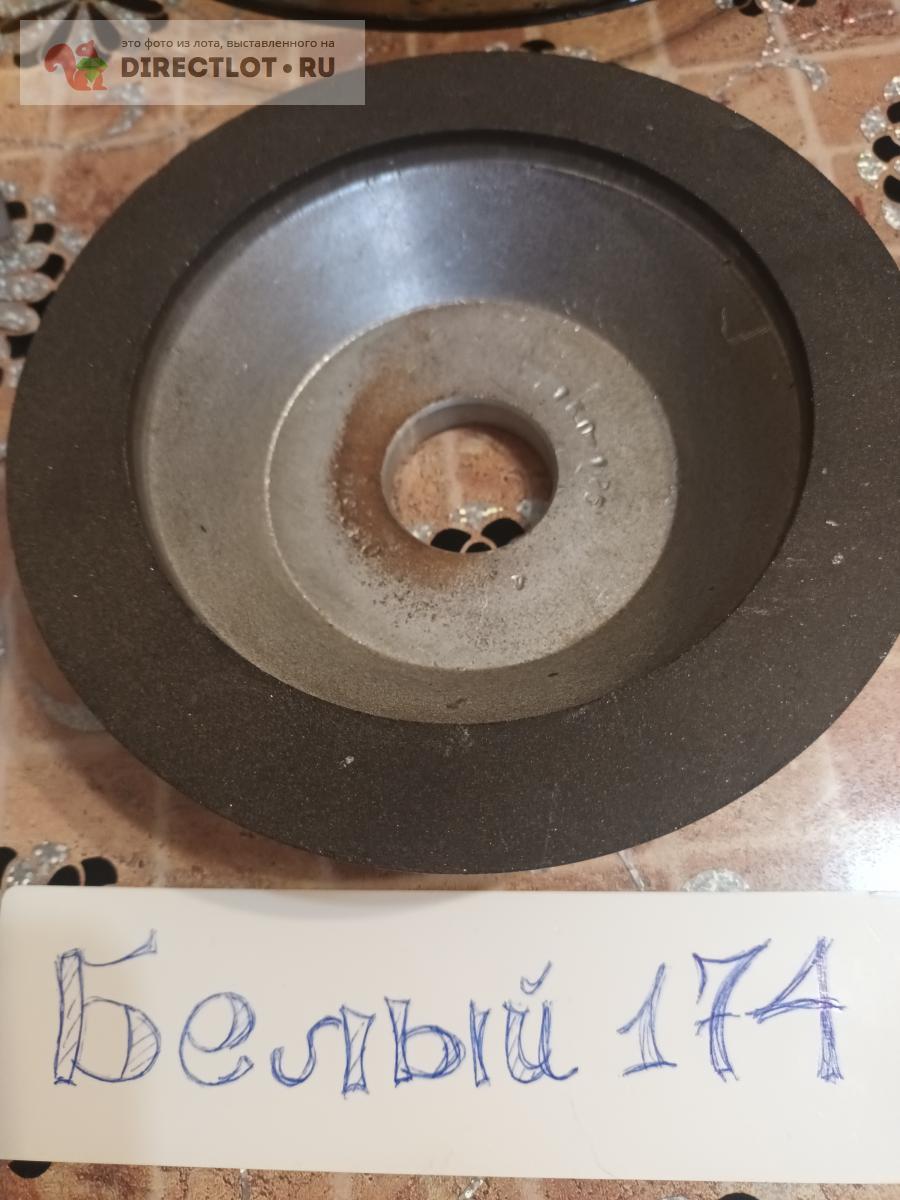 это фото из лота, выставленного на
DIRECTLOT.RU
Белый 174